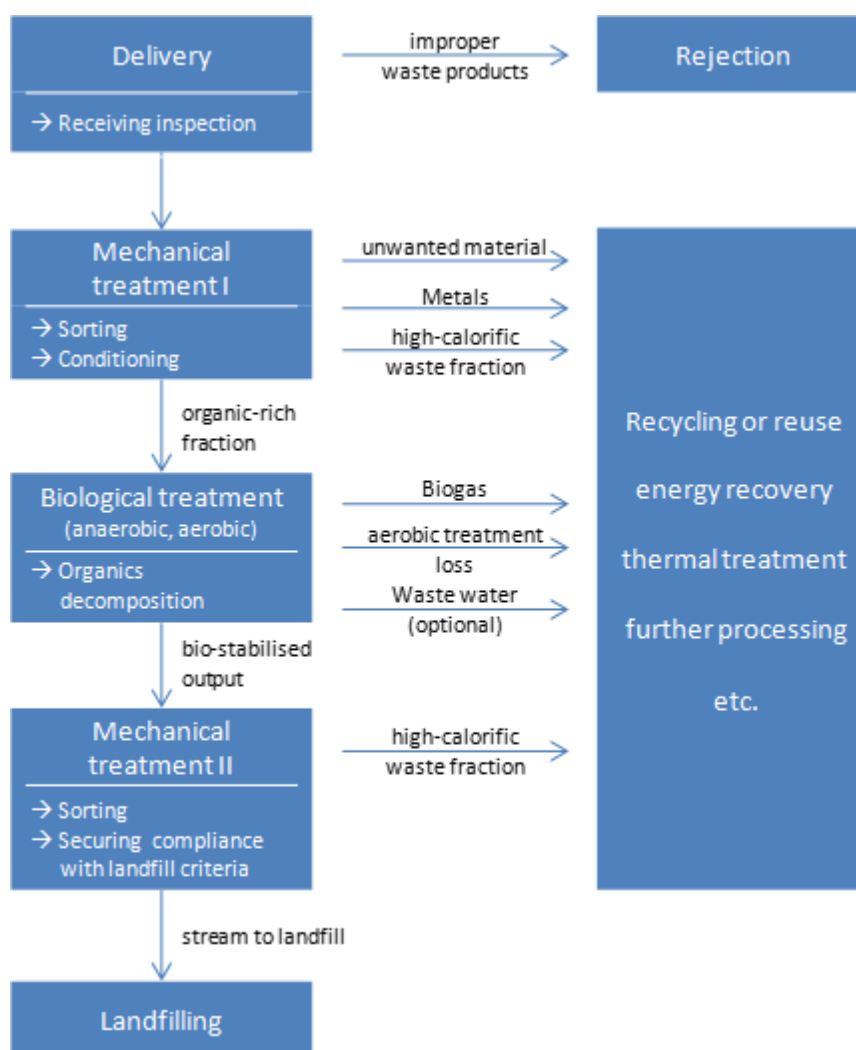 Delivery
→ Receiving inspection
improper
waste products
Rejection
Mechanical
treatment I
→ Sorting
→ Conditioning
unwanted material
Metals
high-calorific
waste fraction
organic-rich
fraction
Biological treatment
(anaerobic, aerobic)
→ Organics
decomposition
Biogas
aerobic treatment
loss
Waste water
(optional)
bio-stabilised
output
Mechanical
treatment II
→ Sorting
→ Securing compliance
with landfill criteria
high-calorific
waste fraction
Recycling or reuse
energy recovery
thermal treatment
further processing
etc.
stream to landfill
Landfilling